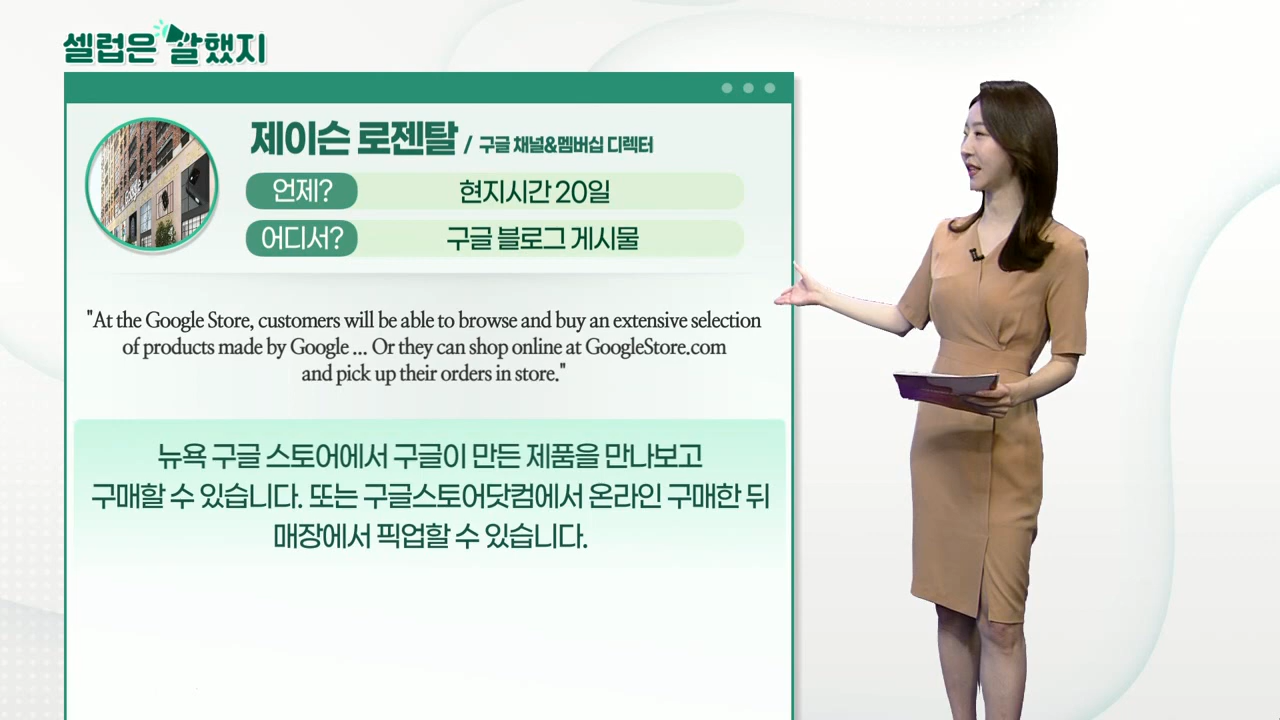 셀럽은 말했지
제이슨 로젠탈 / 구글 채널&멤버십 디렉터
언제? 현지시간 20일
어디서? 구글 블로그 게시물
Google
"At the Google Store, customers will be able to browse and buy an extensive selection
of products made by Google ... Or they can shop online at GoogleStore.com
and pick up their orders in store."
뉴욕 구글 스토어에서 구글이 만든 제품을 만나보고
구매할 수 있습니다. 또는 구글스토어닷컴에서 온라인 구매한 뒤
매장에서 픽업할 수 있습니다.